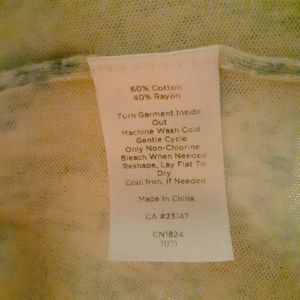 60% Cotton
40% Rayon
Turn Garment Inside
Out
Machine Wash Cold
Gentle Cycle
Only Non-Chlorine
Bleach When Needed
Reshape, Lay Flat To
Dry
Cool Iron, If Needed
Made In China
CA #23147
CN1824
11/11